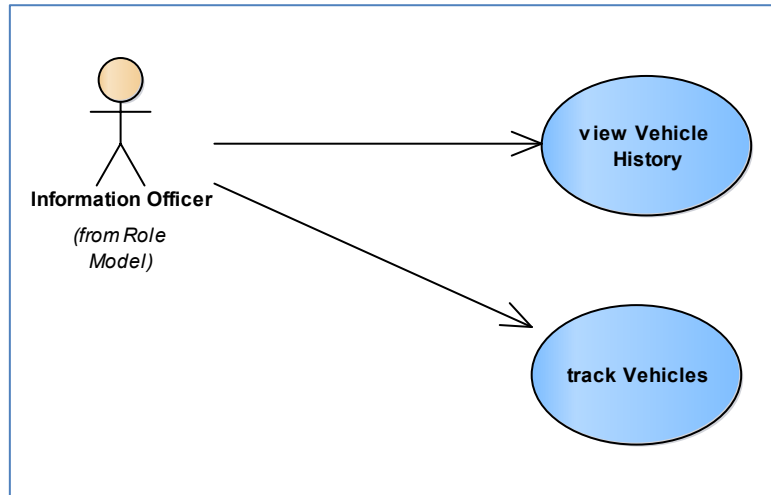 view Vehicle
History
Information Officer
(from Role
Model)
track Vehicles